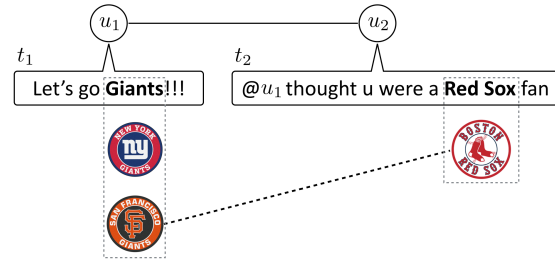 u₁ u₂
t₁ t₂
Let's go Giants!!! @u₁ thought u were a Red Sox fan
NEW YORK
ny
GIANTS
BOSTON
RED SOX
SAN FRANCISCO
SF
GIANTS